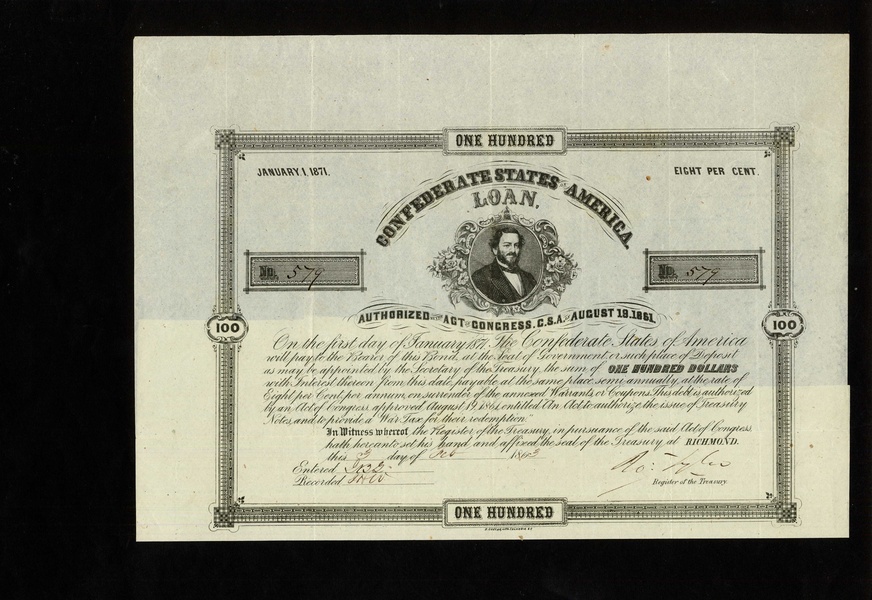 ONE HUNDRED
JANUARY. 1. 1871.
EIGHT PER CENT.
CONFEDERATE STATES OF AMERICA.
LOAN.
No. 579
No. 579
AUTHORIZED BY THE ACT OF CONGRESS. C.S.A. OF AUGUST 19. 1861.
100
100
On the first day of January 1871, The Confederate States of America
will pay to the Bearer of this Bond, at the Seat of Government or such place of Deposit
as may be appointed by the Secretary of the Treasury, the sum of ONE HUNDRED DOLLARS
with Interest thereon from this date, payable at the same place semi annually, at the rate of
Eight per Cent. per annum, on surrender of the annexed Warrants or Coupons. This debt is authorized
by an Act of Congress approved August 19. 1861. entitled An Act to authorize the issue of Treasury
Notes, and to provide a War Tax for their redemption.
In Witness whereof, the Register of the Treasury, in pursuance of the said Act of Congress
hath hereunto set his hand, and affixed the seal of the Treasury, at RICHMOND.
this 3 day of Feb 1863
Entered
Ro: Tyler
Recorded
Register of the Treasury
ONE HUNDRED